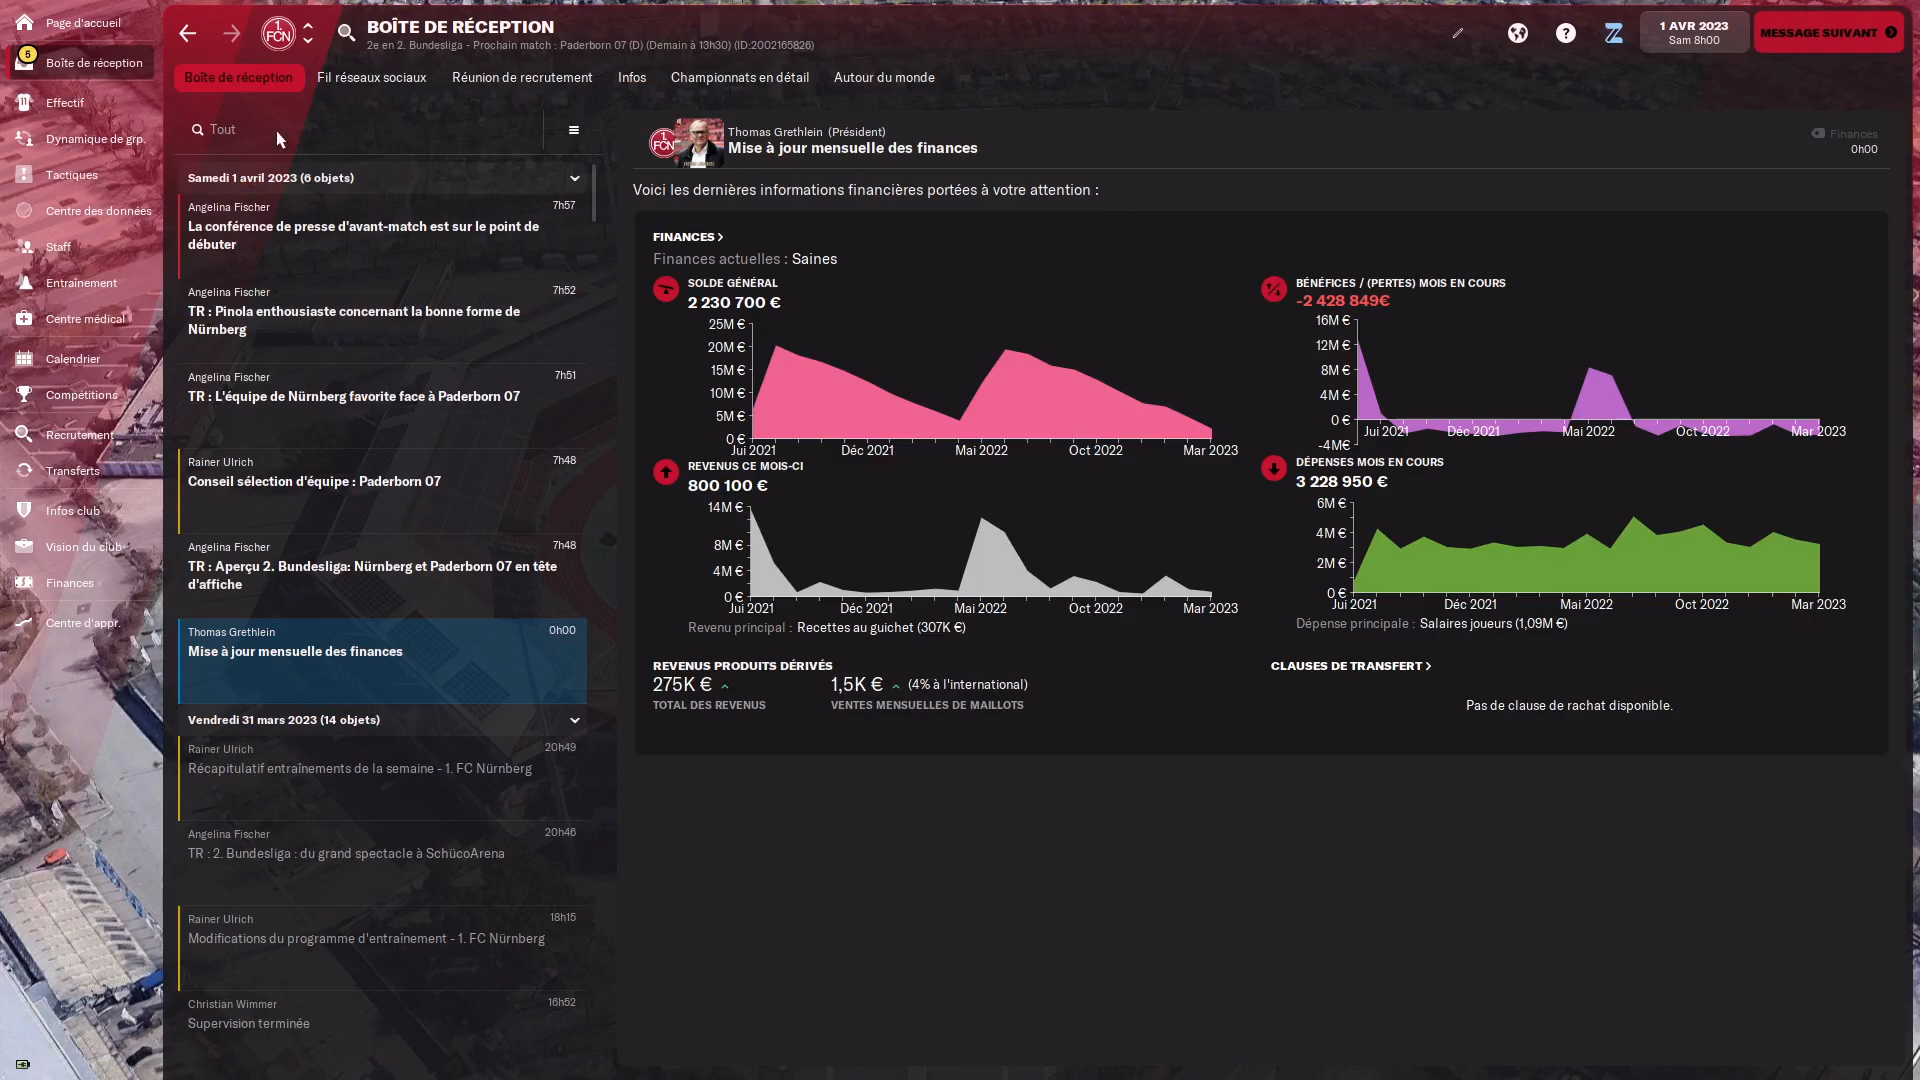 Page d'accueil
5
Boîte de réception
Effectif
Dynamique de grp.
Tactiques
Centre des données
Staff
Entraînement
Centre médical
Calendrier
Compétitions
Recrutement
Transferts
Infos club
Vision du club
Finances
Centre d'appr.
1. FCN
BOÎTE DE RÉCEPTION
2e en 2. Bundesliga - Prochain match : Paderborn 07 (D) (Demain à 13h30) (ID:2002165826)
1 AVR 2023
Sam 8h00
MESSAGE SUIVANT
Boîte de réception
Fil réseaux sociaux
Réunion de recrutement
Infos
Championnats en détail
Autour du monde
Tout
Samedi 1 avril 2023 (6 objets)
Angelina Fischer
7h57
La conférence de presse d'avant-match est sur le point de
débuter
Angelina Fischer
7h52
TR : Pinola enthousiaste concernant la bonne forme de
Nürnberg
Angelina Fischer
7h51
TR : L'équipe de Nürnberg favorite face à Paderborn 07
Rainer Ulrich
7h48
Conseil sélection d'équipe : Paderborn 07
Angelina Fischer
7h48
TR : Aperçu 2. Bundesliga: Nürnberg et Paderborn 07 en tête
d'affiche
Thomas Grethlein
0h00
Mise à jour mensuelle des finances
Vendredi 31 mars 2023 (14 objets)
Rainer Ulrich
20h49
Récapitulatif entraînements de la semaine - 1. FC Nürnberg
Angelina Fischer
20h46
TR : 2. Bundesliga : du grand spectacle à SchücoArena
Rainer Ulrich
18h15
Modifications du programme d'entraînement - 1. FC Nürnberg
Christian Wimmer
16h52
Supervision terminée
1. FCN
Thomas Grethlein (Président)
Mise à jour mensuelle des finances
Finances
0h00
Voici les dernières informations financières portées à votre attention :
FINANCES >
Finances actuelles : Saines
SOLDE GÉNÉRAL
2 230 700 €
25M €
20M €
15M €
10M €
5M €
0 €
Jui 2021
Déc 2021
Mai 2022
Oct 2022
Mar 2023
BÉNÉFICES / (PERTES) MOIS EN COURS
-2 428 849€
16M €
12M €
8M €
4M €
0 €
-4M€
Jui 2021
Déc 2021
Mai 2022
Oct 2022
Mar 2023
REVENUS CE MOIS-CI
800 100 €
14M €
8M €
4M €
0 €
Jui 2021
Déc 2021
Mai 2022
Oct 2022
Mar 2023
Revenu principal : Recettes au guichet (307K €)
DÉPENSES MOIS EN COURS
3 228 950 €
6M €
4M €
2M €
0 €
Jui 2021
Déc 2021
Mai 2022
Oct 2022
Mar 2023
Dépense principale : Salaires joueurs (1,09M €)
REVENUS PRODUITS DÉRIVÉS
275K €
TOTAL DES REVENUS
1,5K € (4% à l'international)
VENTES MENSUELLES DE MAILLOTS
CLAUSES DE TRANSFERT >
Pas de clause de rachat disponible.